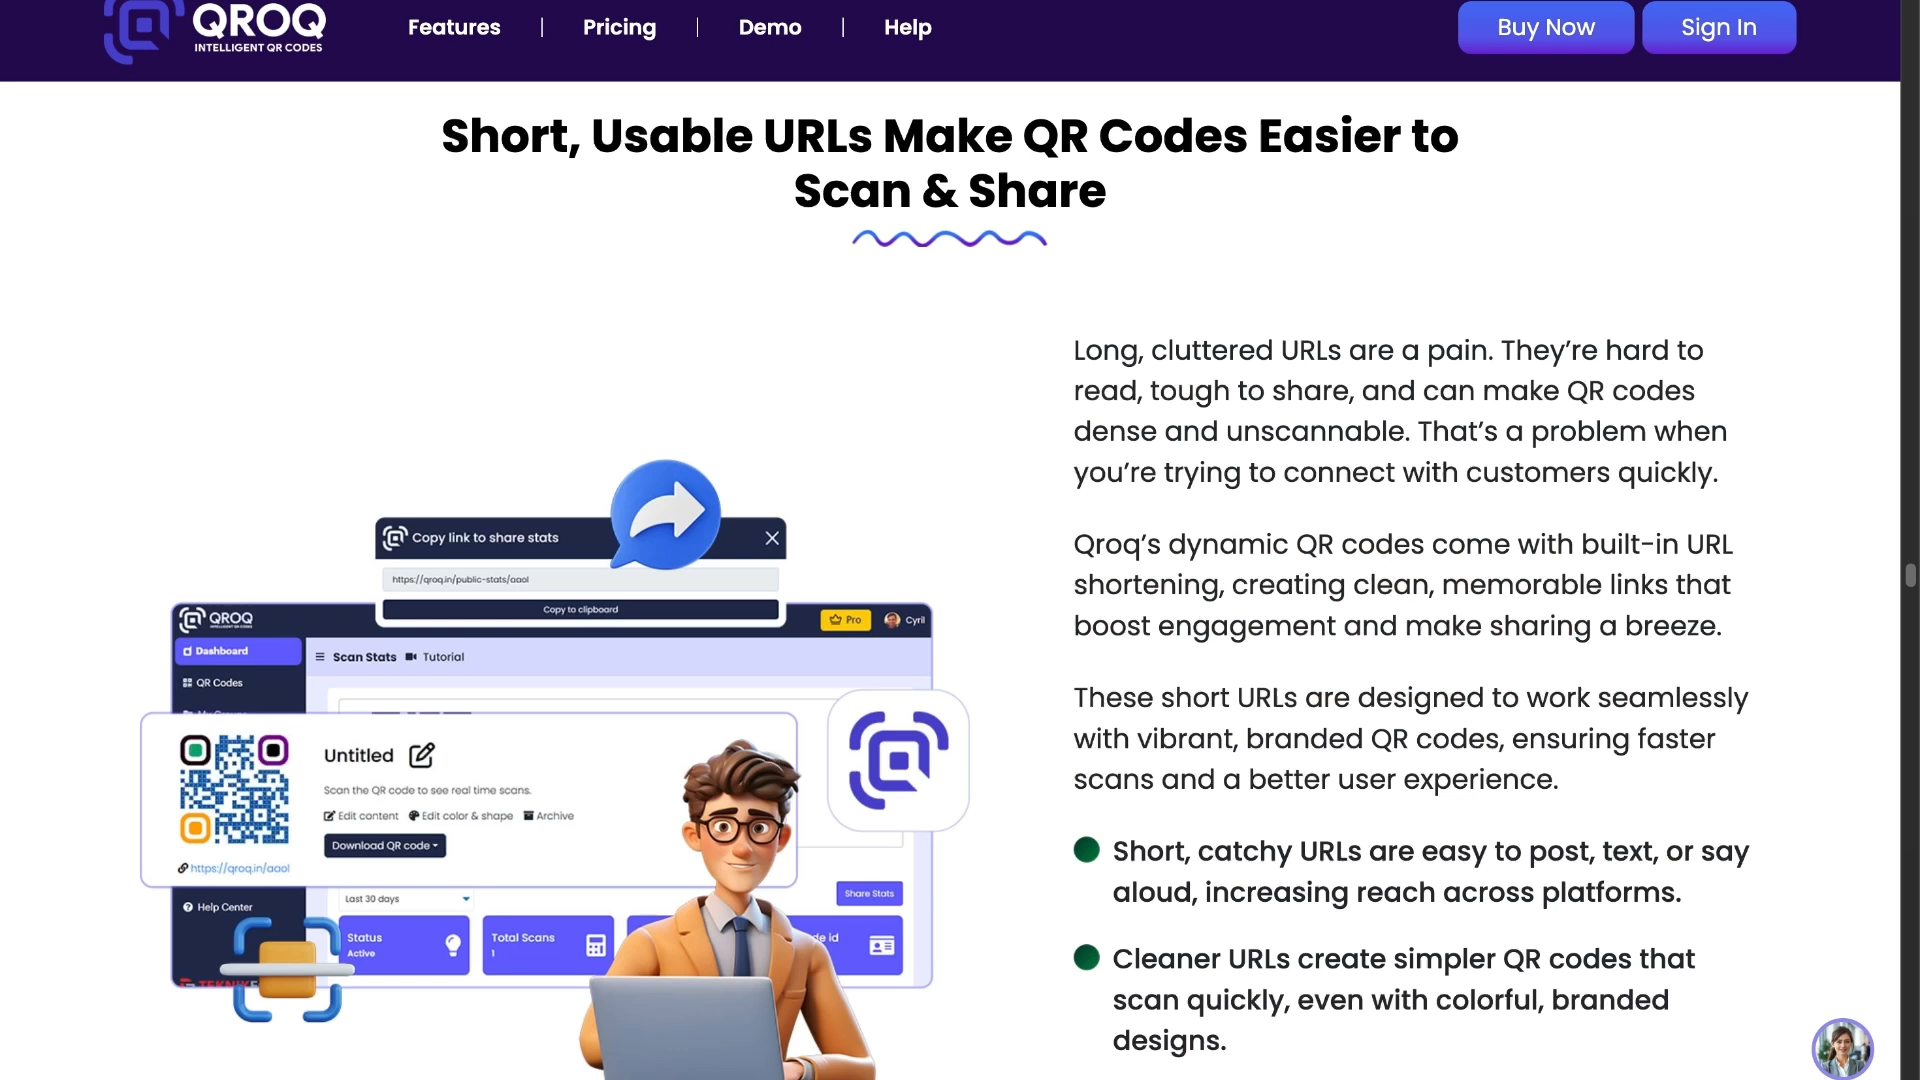 QROQ
INTELLIGENT QR CODES
Features
Pricing
Demo
Help
Buy Now
Sign In
Short, Usable URLs Make QR Codes Easier to
Scan & Share
Long, cluttered URLs are a pain. They’re hard to
read, tough to share, and can make QR codes
dense and unscannable. That’s a problem when
you’re trying to connect with customers quickly.
Qroq’s dynamic QR codes come with built-in URL
shortening, creating clean, memorable links that
boost engagement and make sharing a breeze.
These short URLs are designed to work seamlessly
with vibrant, branded QR codes, ensuring faster
scans and a better user experience.
Short, catchy URLs are easy to post, text, or say
aloud, increasing reach across platforms.
Cleaner URLs create simpler QR codes that
scan quickly, even with colorful, branded
designs.
Copy link to share stats
https://qroq.in/public-stats/aaol
Copy to clipboard
QROQ
Pro
Cyril
Dashboard
Scan Stats
Tutorial
QR Codes
Untitled
Scan the QR code to see real time scans.
Edit content
Edit color & shape
Archive
Download QR code
https://qroq.in/aaol
Help Center
Last 30 days
Share Stats
Status
Active
Total Scans
1
de id